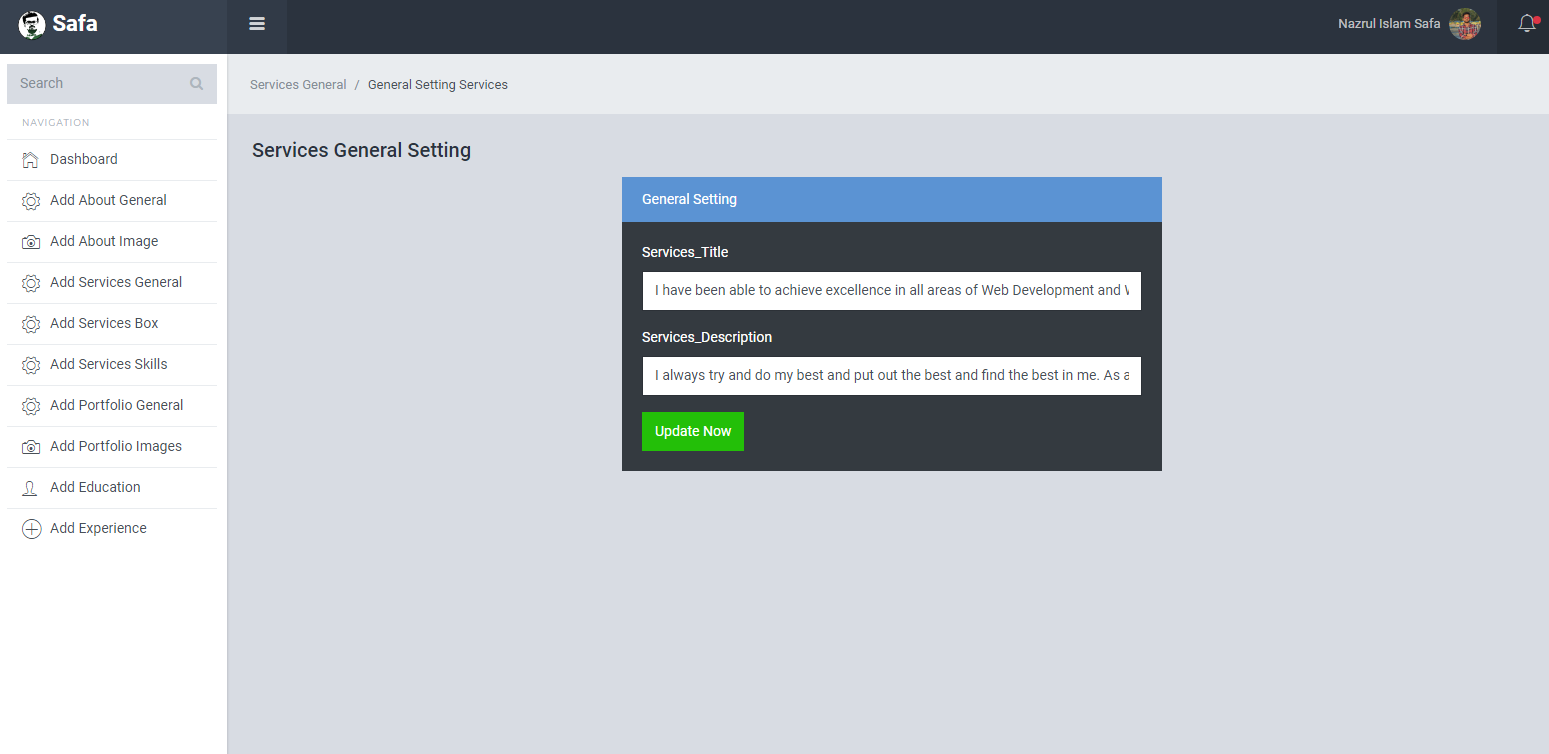 Safa
Nazrul Islam Safa
Search
NAVIGATION
Dashboard
Add About General
Add About Image
Add Services General
Add Services Box
Add Services Skills
Add Portfolio General
Add Portfolio Images
Add Education
Add Experience
Services General / General Setting Services
Services General Setting
General Setting
Services_Title
I have been able to achieve excellence in all areas of Web Development and
Services_Description
I always try and do my best and put out the best and find the best in me. As a
Update Now